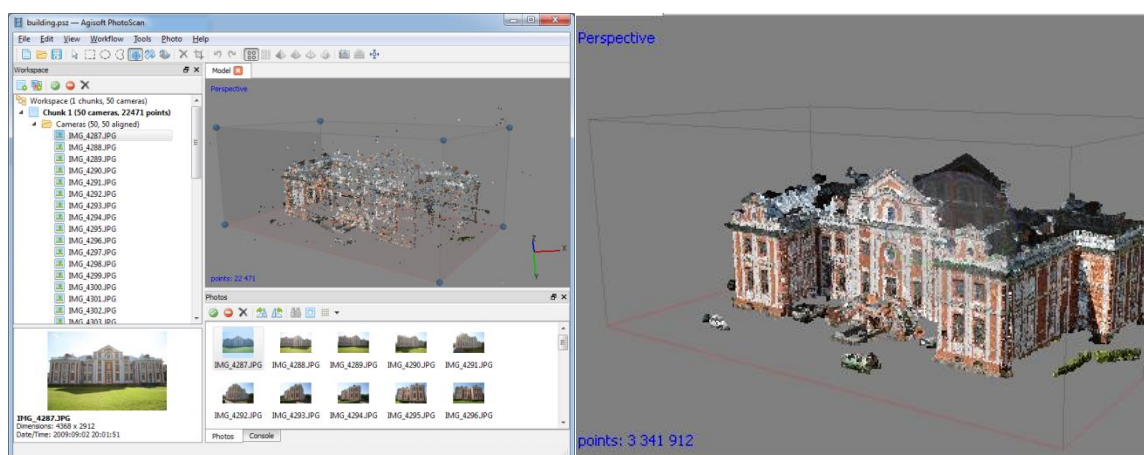 building.psz — Agisoft PhotoScan
File Edit View Workflow Tools Photo Help
Workspace
Workspace (1 chunks, 50 cameras)
Chunk 1 (50 cameras, 22471 points)
Cameras (50, 50 aligned)
IMG_4287.JPG
IMG_4288.JPG
IMG_4289.JPG
IMG_4290.JPG
IMG_4291.JPG
IMG_4292.JPG
IMG_4293.JPG
IMG_4294.JPG
IMG_4295.JPG
IMG_4296.JPG
IMG_4297.JPG
IMG_4298.JPG
IMG_4299.JPG
IMG_4300.JPG
IMG_4301.JPG
IMG_4302.JPG
IMG_4303.JPG
IMG_4287.JPG
Dimensions: 4368 x 2912
Date/Time: 2009:09:02 20:01:51
Model
Perspective
Z
X
Y
points: 22 471
Photos
IMG_4287.JPG IMG_4288.JPG IMG_4289.JPG IMG_4290.JPG IMG_4291.JPG
IMG_4292.JPG IMG_4293.JPG IMG_4294.JPG IMG_4295.JPG IMG_4296.JPG
Photos Console
Perspective
points: 3 341 912